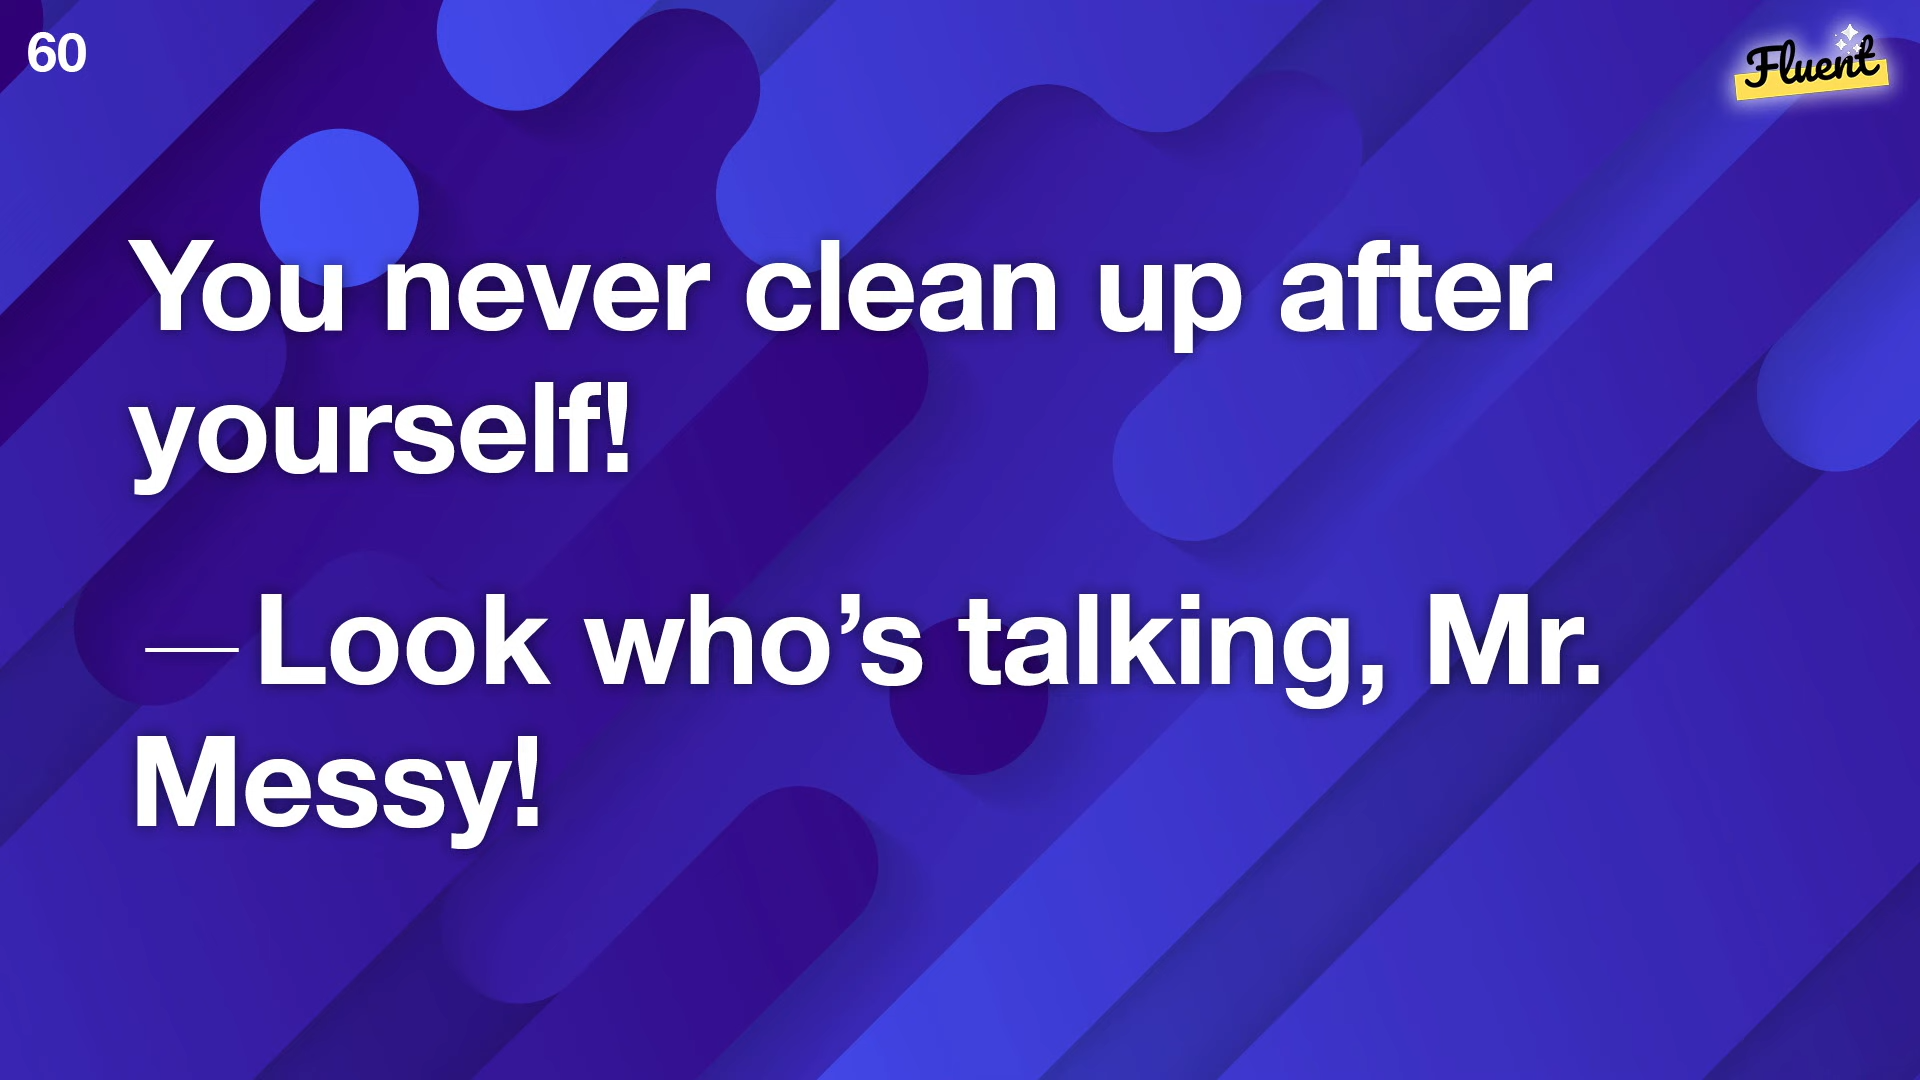 60
Fluent
You never clean up after
yourself!
—Look who’s talking, Mr.
Messy!